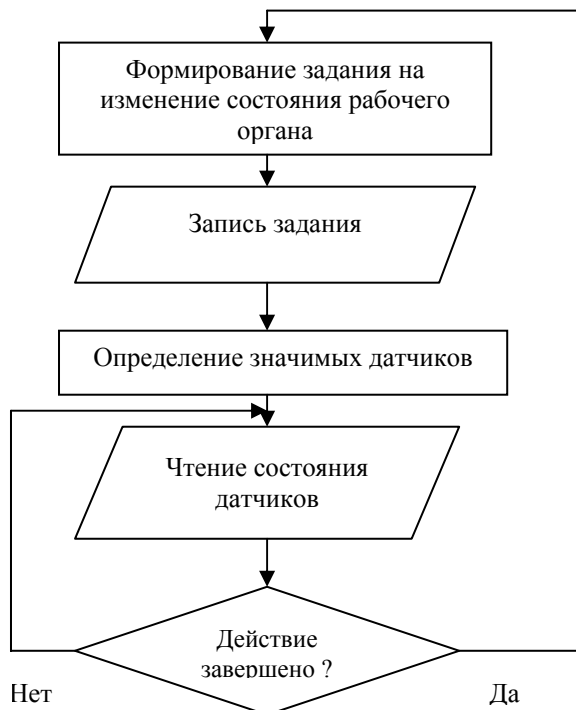 Формирование задания на
изменение состояния рабочего
органа
Запись задания
Определение значимых датчиков
Чтение состояния
датчиков
Действие
завершено ?
Нет
Да